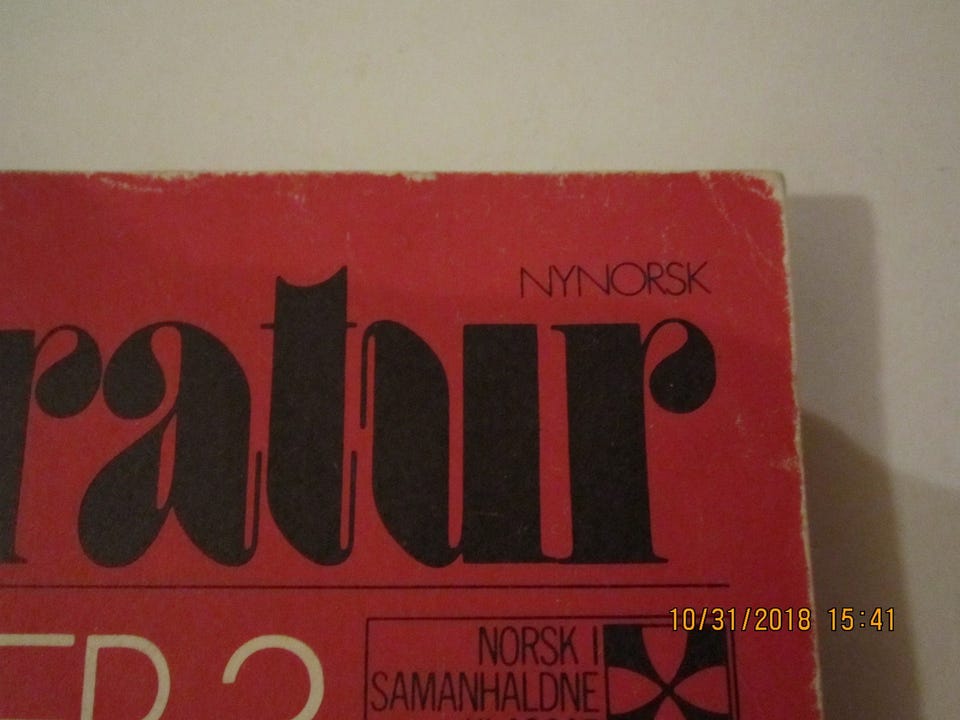 NYNORSK
ratur
10/31/2018 15:41
NORSK I
SAMANHALDNE